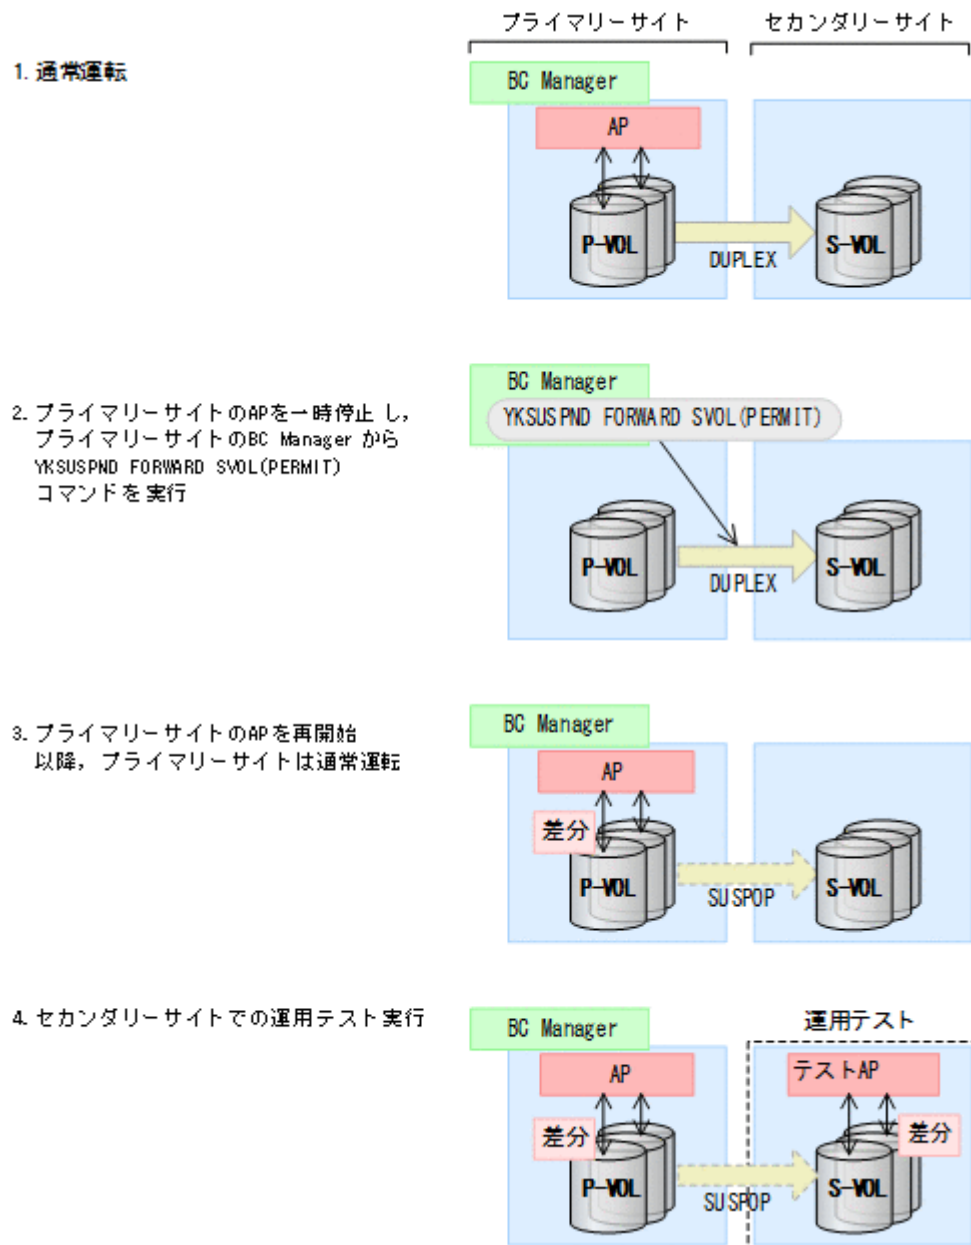 プライマリーサイト
セカンダリーサイト
1. 通常運転
BC Manager
AP
P-VOL
S-VOL
DUPLEX
2. プライマリーサイトのAPを一時停止し，
プライマリーサイトのBC Manager から
YKSUSPND FORWARD SVOL(PERMIT)
コマンドを実行
BC Manager
YKSUSPND FORWARD SVOL(PERMIT)
P-VOL
S-VOL
DUPLEX
3. プライマリーサイトのAPを再開始
以降，プライマリーサイトは通常運転
BC Manager
AP
差分
P-VOL
S-VOL
SUSPOP
4. セカンダリーサイトでの運用テスト実行
BC Manager
運用テスト
AP
テストAP
差分
差分
P-VOL
S-VOL
SUSPOP